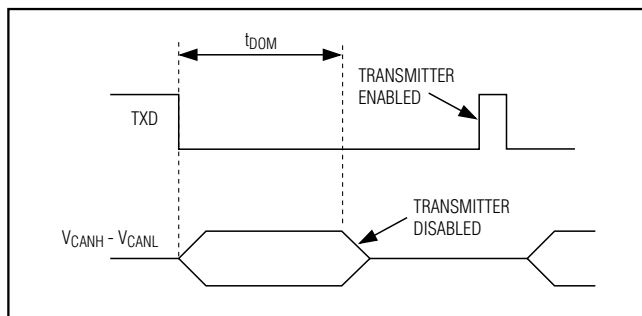 tDOM
TRANSMITTER
ENABLED
TXD
TRANSMITTER
DISABLED
VCANH - VCANL